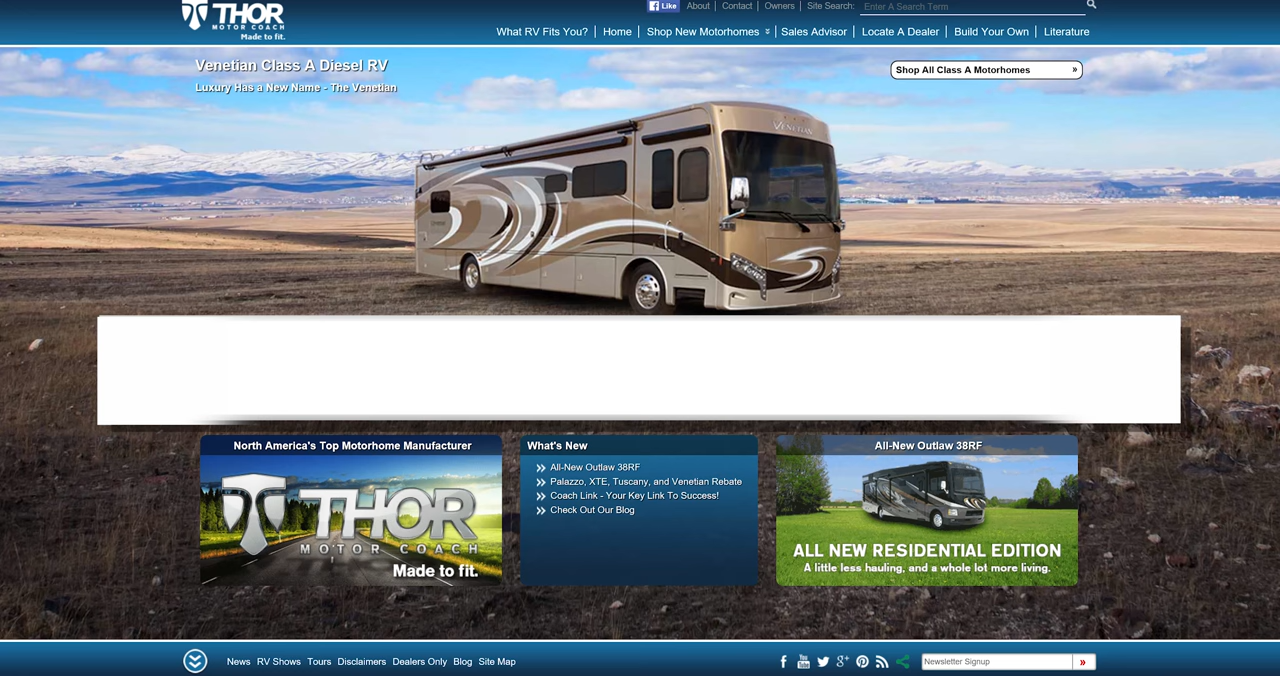 THOR
MOTOR COACH
Made to fit.
Like
About
Contact
Owners
Site Search:
Enter A Search Term
What RV Fits You?
Home
Shop New Motorhomes
Sales Advisor
Locate A Dealer
Build Your Own
Literature
Venetian Class A Diesel RV
Luxury Has a New Name - The Venetian
Shop All Class A Motorhomes »
VENETIAN
North America's Top Motorhome Manufacturer
THOR
MOTOR COACH
Made to fit.
What's New
All-New Outlaw 38RF
Palazzo, XTE, Tuscany, and Venetian Rebate
Coach Link - Your Key Link To Success!
Check Out Our Blog
All-New Outlaw 38RF
ALL NEW RESIDENTIAL EDITION
A little less hauling, and a whole lot more living.
News
RV Shows
Tours
Disclaimers
Dealers Only
Blog
Site Map
You Tube
Newsletter Signup
»